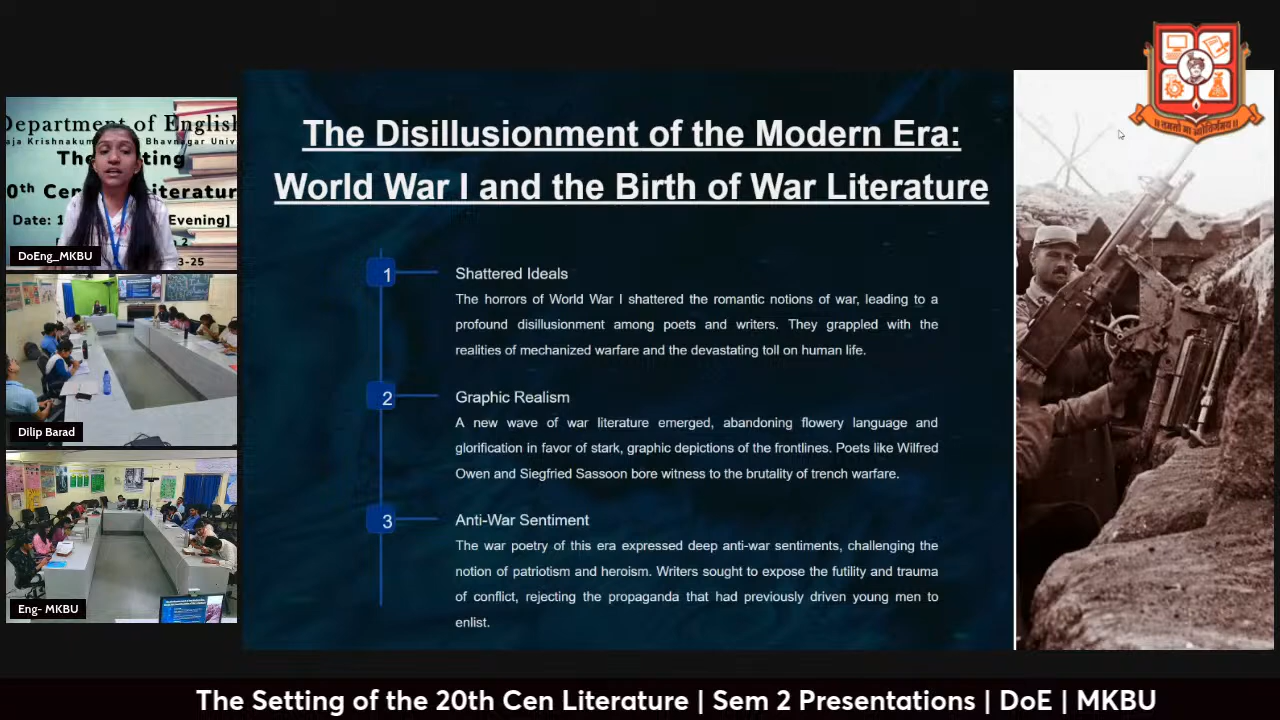 Department of English
Bhavnagar
The
Date: 1
Evening]
2
3-25
DoEng_MKBU
Dilip Barad
Eng- MKBU
The Disillusionment of the Modern Era:
World War I and the Birth of War Literature
1
Shattered Ideals
The horrors of World War I shattered the romantic notions of war, leading to a
profound disillusionment among poets and writers. They grappled with the
realities of mechanized warfare and the devastating toll on human life.
2
Graphic Realism
A new wave of war literature emerged, abandoning flowery language and
glorification in favor of stark, graphic depictions of the frontlines. Poets like Wilfred
Owen and Siegfried Sassoon bore witness to the brutality of trench warfare.
3
Anti-War Sentiment
The war poetry of this era expressed deep anti-war sentiments, challenging the
notion of patriotism and heroism. Writers sought to expose the futility and trauma
of conflict, rejecting the propaganda that had previously driven young men to
enlist.
The Setting of the 20th Cen Literature | Sem 2 Presentations | DoE | MKBU